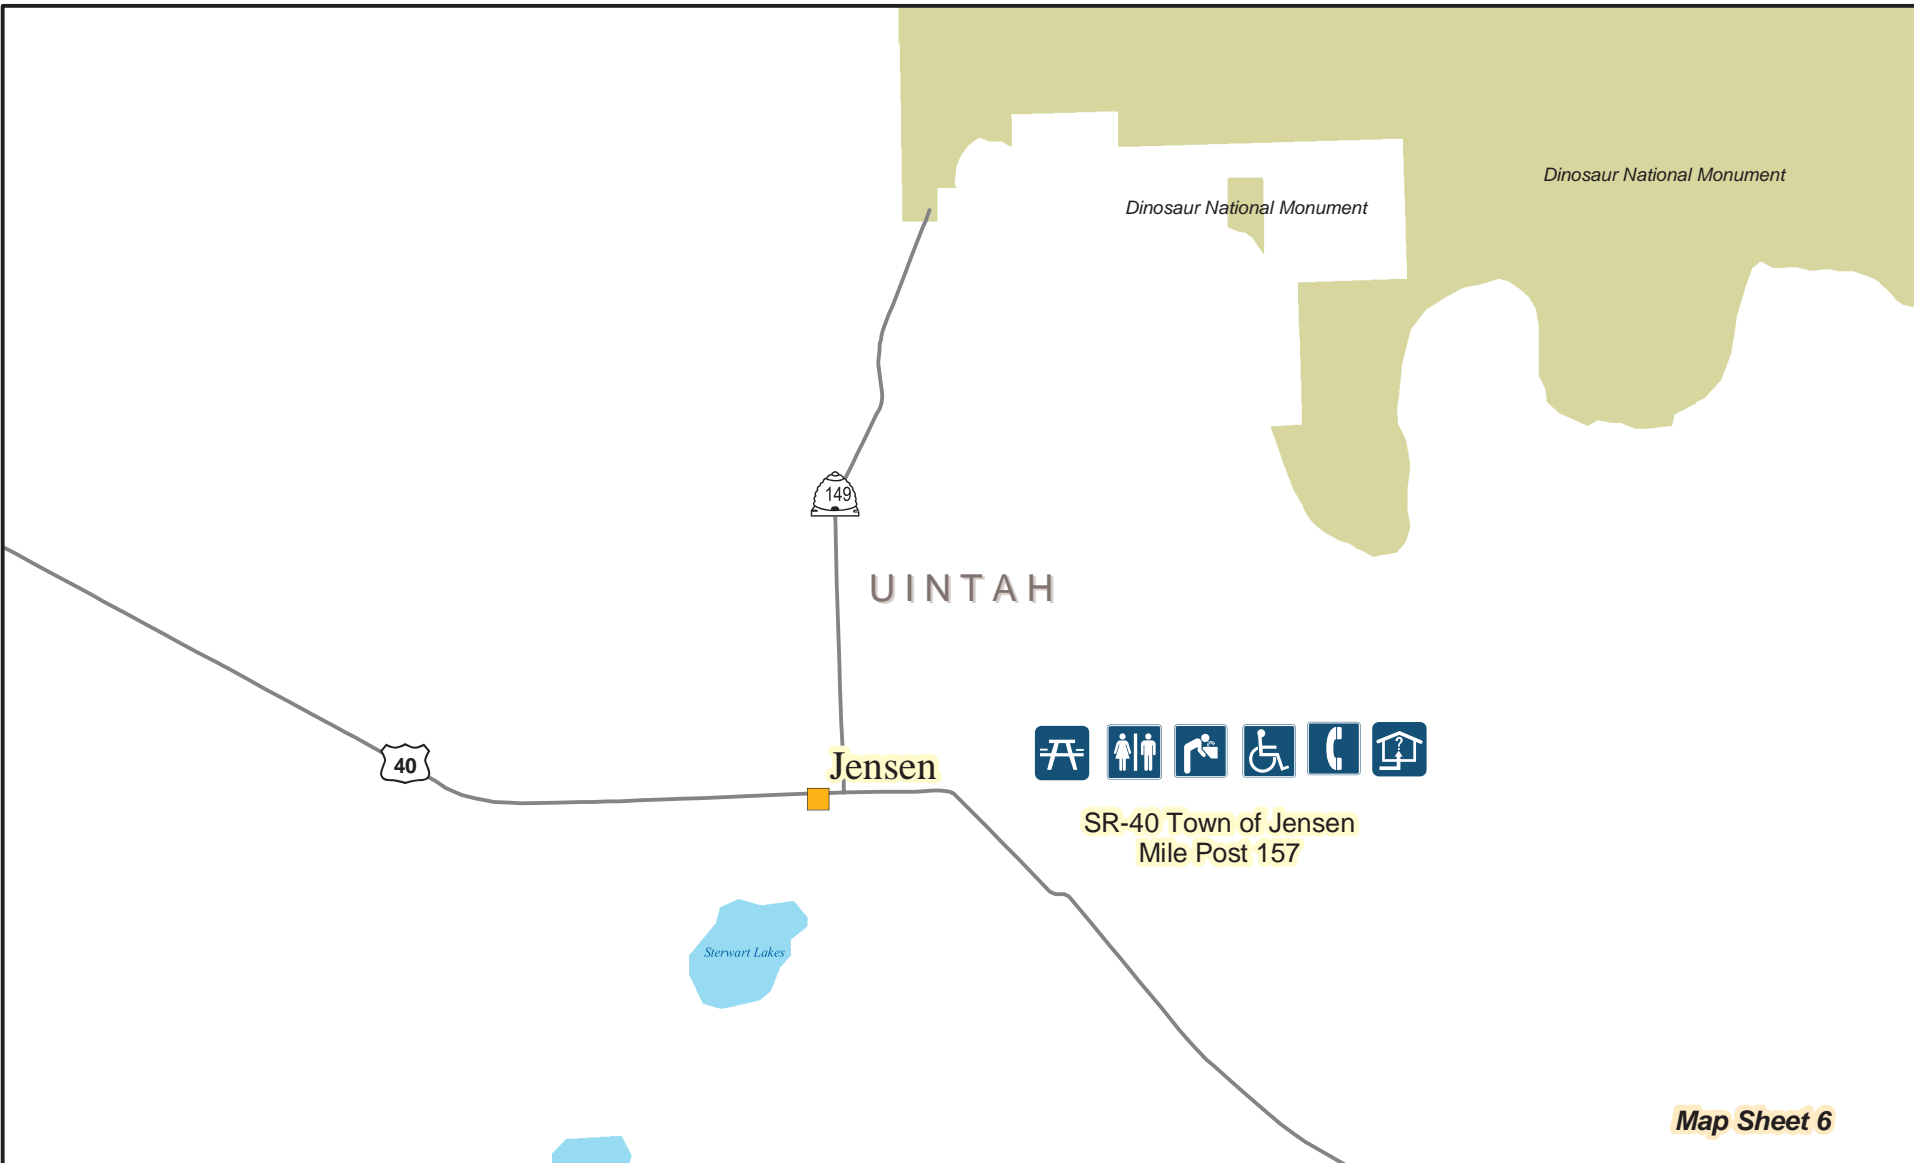 Dinosaur National Monument
Dinosaur National Monument
149
UINTAH
40
Jensen
?
SR-40 Town of Jensen
Mile Post 157
Sterwart Lakes
Map Sheet 6